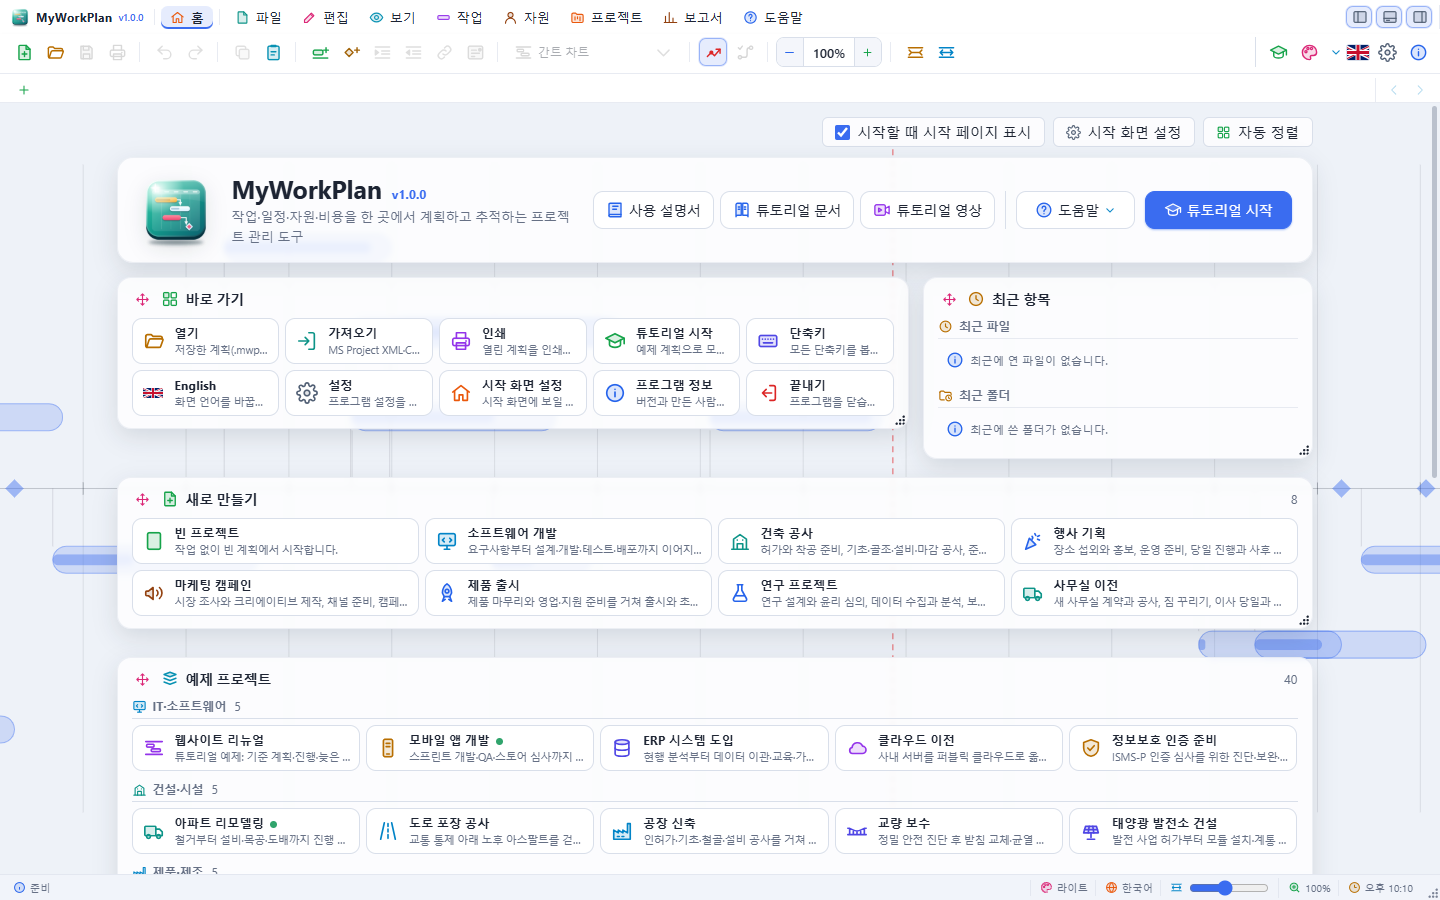 MyWorkPlan v1.0.0 홈 파일 편집 보기 작업 자원 프로젝트 보고서 도움말
간트 차트 100%
시작할 때 시작 페이지 표시 시작 화면 설정 자동 정렬
MyWorkPlan v1.0.0
작업·일정·자원·비용을 한 곳에서 계획하고 추적하는 프로젝
트 관리 도구
사용 설명서 튜토리얼 문서 튜토리얼 영상 도움말 튜토리얼 시작
바로 가기
열기 가져오기 인쇄 튜토리얼 시작 단축키
저장한 계획(.mwp... MS Project XML·C... 열린 계획을 인쇄... 예제 계획으로 모... 모든 단축키를 봅...
English 설정 시작 화면 설정 프로그램 정보 끝내기
화면 언어를 바꿉... 프로그램 설정을 ... 시작 화면에 보일 ... 버전과 만든 사람... 프로그램을 닫습...
최근 항목
최근 파일
최근에 연 파일이 없습니다.
최근 폴더
최근에 쓴 폴더가 없습니다.
새로 만들기 8
빈 프로젝트 소프트웨어 개발 건축 공사 행사 기획
작업 없이 빈 계획에서 시작합니다. 요구사항부터 설계·개발·테스트·배포까지 이어지... 허가와 착공 준비, 기초·골조·설비·마감 공사, 준... 장소 섭외와 홍보, 운영 준비, 당일 진행과 사후 ...
마케팅 캠페인 제품 출시 연구 프로젝트 사무실 이전
시장 조사와 크리에이티브 제작, 채널 준비, 캠페... 제품 마무리와 영업·지원 준비를 거쳐 출시와 초... 연구 설계와 윤리 심의, 데이터 수집과 분석, 보... 새 사무실 계약과 공사, 짐 꾸리기, 이사 당일과 ...
예제 프로젝트 40
IT·소프트웨어 5
웹사이트 리뉴얼 모바일 앱 개발 ERP 시스템 도입 클라우드 이전 정보보호 인증 준비
튜토리얼 예제: 기준 계획·진행·늦은 ... 스프린트 개발·QA·스토어 심사까지 ... 현행 분석부터 데이터 이관·교육·가... 사내 서버를 퍼블릭 클라우드로 옮... ISMS-P 인증 심사를 위한 진단·보완·...
건설·시설 5
아파트 리모델링 도로 포장 공사 공장 신축 교량 보수 태양광 발전소 건설
철거부터 설비·목공·도배까지 진행 ... 교통 통제 아래 노후 아스팔트를 걷... 인허가·기초·철골·설비 공사를 거쳐 ... 정밀 안전 진단 후 받침 교체·균열 ... 발전 사업 허가부터 모듈 설치·계통 ...
제품·제조 5
준비 라이트 한국어 100% 오후 10:10